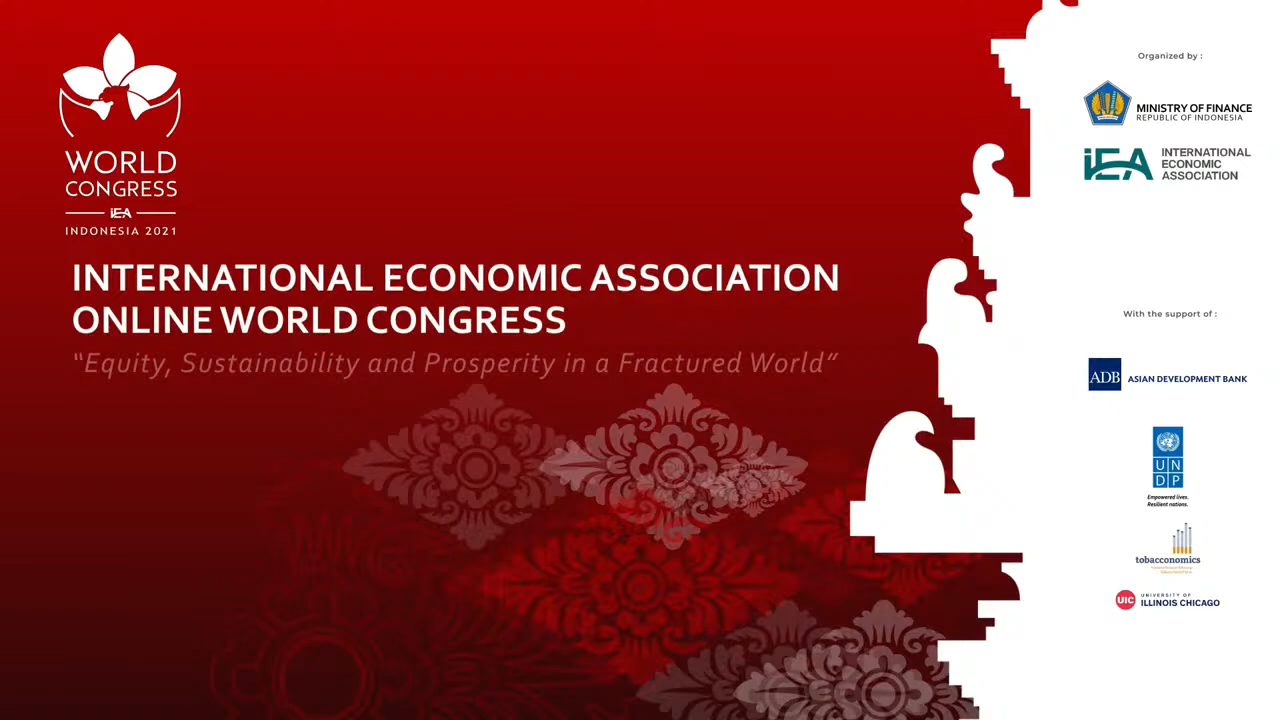 WORLD
CONGRESS
iEA
INDONESIA 2021
INTERNATIONAL ECONOMIC ASSOCIATION
ONLINE WORLD CONGRESS
“Equity, Sustainability and Prosperity in a Fractured World”
Organized by :
MINISTRY OF FINANCE
REPUBLIC OF INDONESIA
iEA
INTERNATIONAL
ECONOMIC
ASSOCIATION
With the support of :
ADB ASIAN DEVELOPMENT BANK
UN
DP
Empowered lives.
Resilient nations.
tobacconomics
UIC
UNIVERSITY OF
ILLINOIS CHICAGO